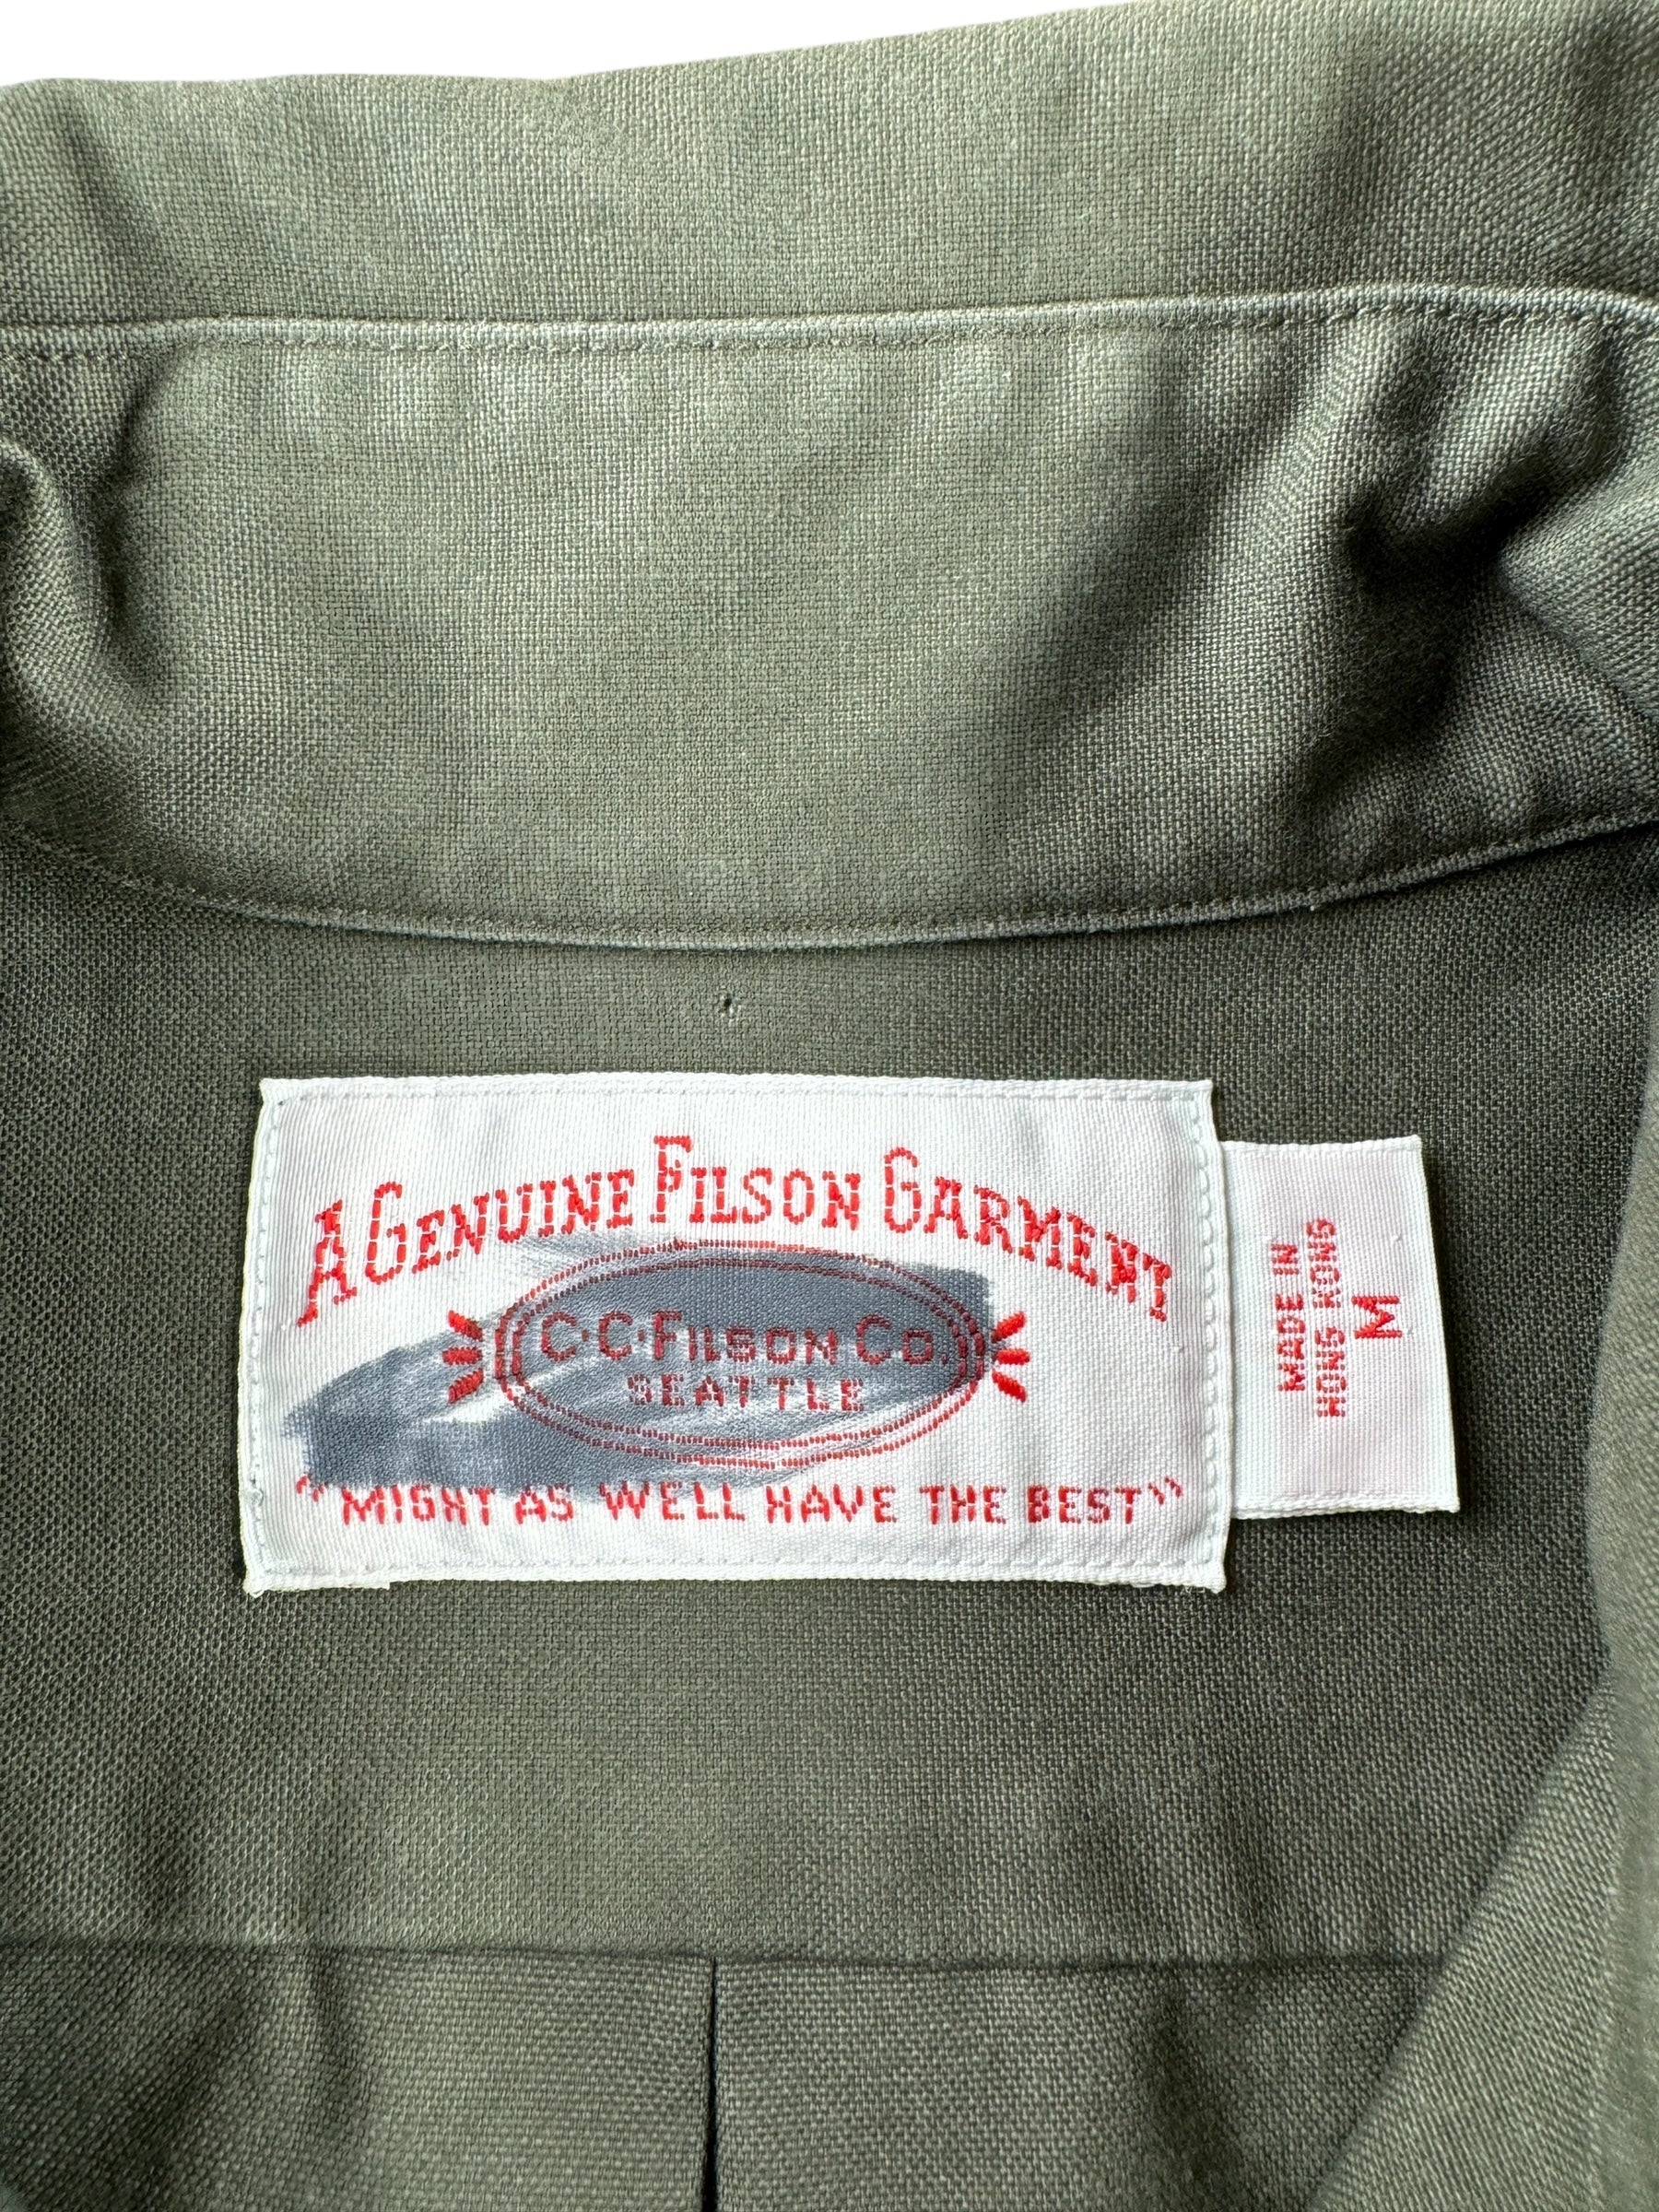 A GENUINE FILSON GARMENT
C·C·FILSON CO.
SEATTLE
"MIGHT AS WELL HAVE THE BEST"
MADE IN
HONG KONG
M